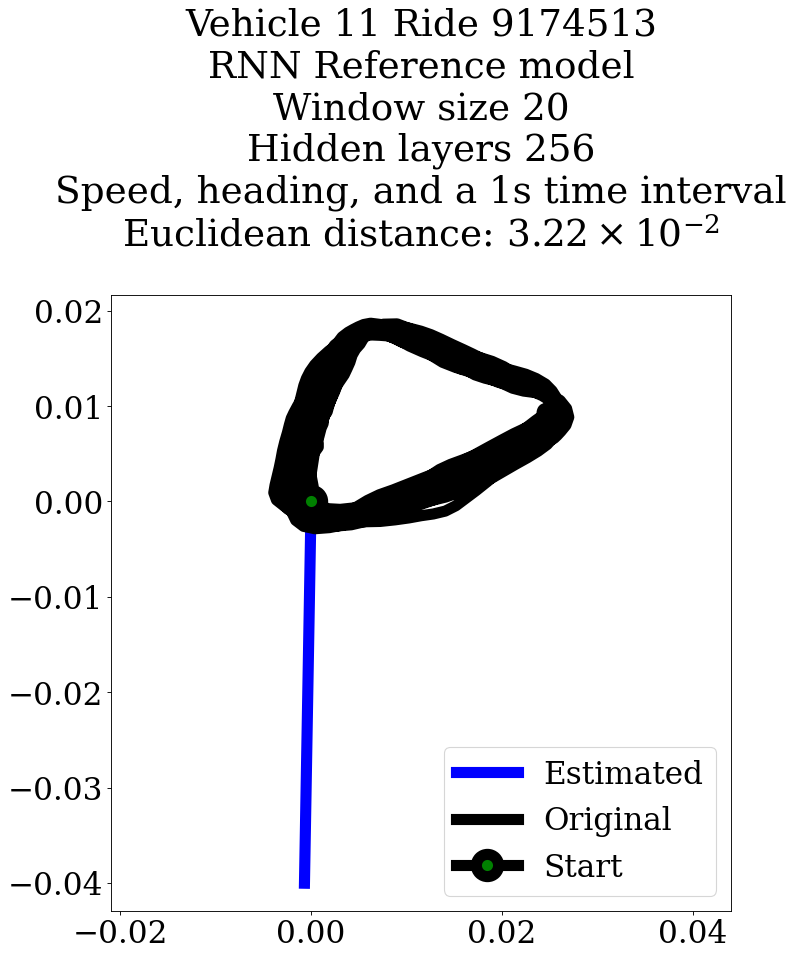 Vehicle 11 Ride 9174513
RNN Reference model
Window size 20
Hidden layers 256
Speed, heading, and a 1s time interval
Euclidean distance: 3.22 × 10⁻²
0.02
0.01
0.00
−0.01
−0.02
−0.03
−0.04
Estimated
Original
Start
−0.02 0.00 0.02 0.04